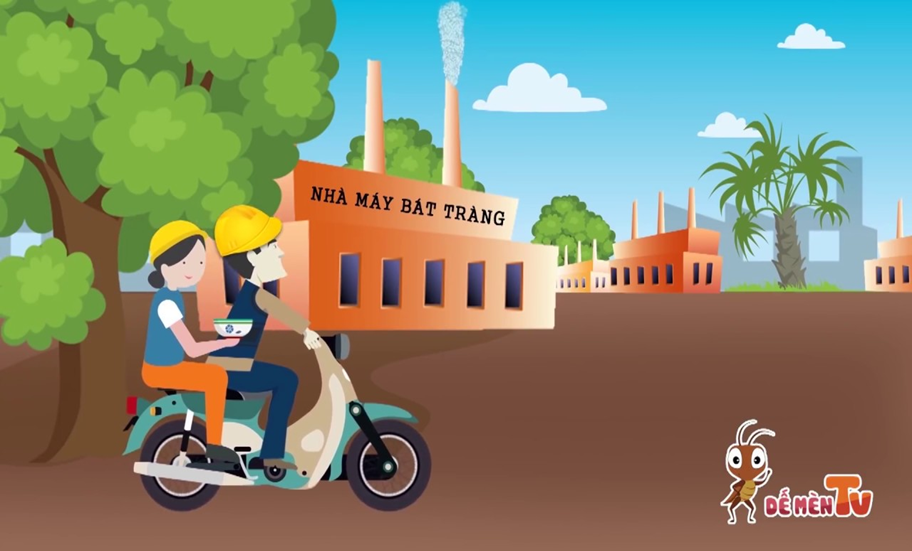 NHÀ MÁY BÁT TRÀNG
DẾ MÈN TV